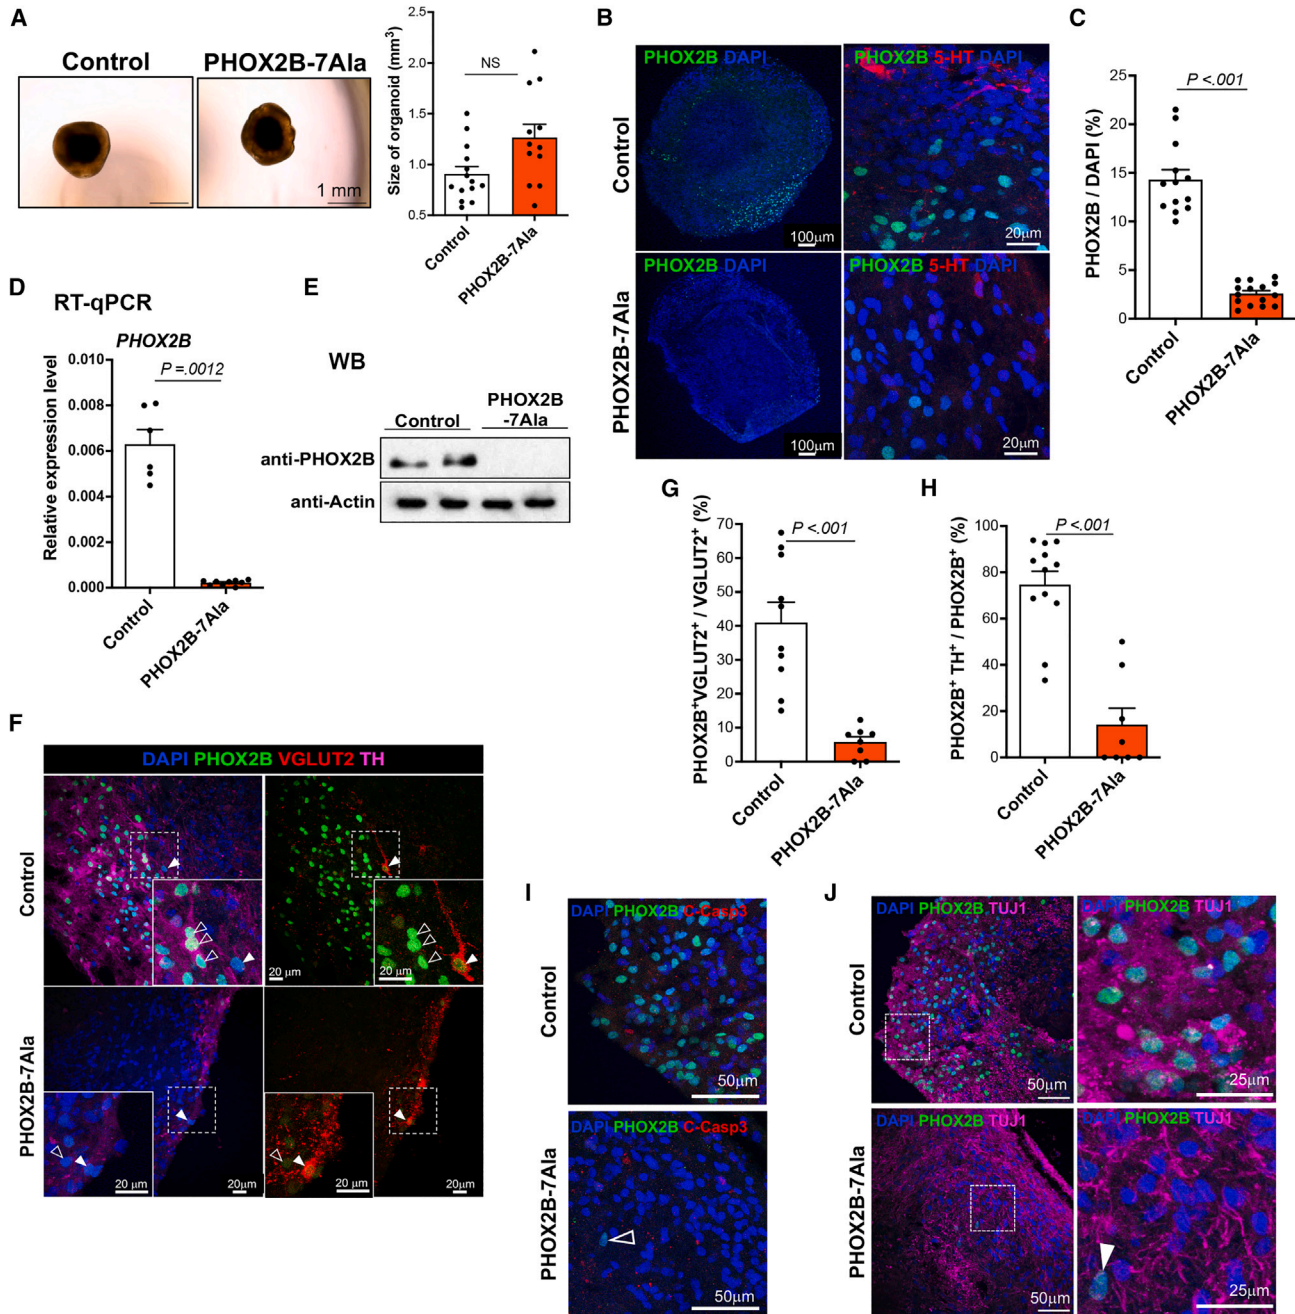 A
Control
PHOX2B-7Ala
1 mm
Size of organoid (mm³)
2.5
2.0
1.5
1.0
0.5
NS
Control
PHOX2B-7Ala
B
Control
PHOX2B DAPI
100µm
PHOX2B 5-HT DAPI
20µm
PHOX2B-7Ala
PHOX2B DAPI
100µm
PHOX2B 5-HT DAPI
20µm
C
PHOX2B / DAPI (%)
25
20
15
10
5
0
P <.001
Control
PHOX2B-7Ala
D
RT-qPCR
PHOX2B
P =.0012
Relative expression level
0.010
0.008
0.006
0.004
0.002
0.000
Control
PHOX2B-7Ala
E
WB
Control
PHOX2B
-7Ala
anti-PHOX2B
anti-Actin
F
DAPI PHOX2B VGLUT2 TH
Control
20 µm
20 µm
20 µm
PHOX2B-7Ala
20 µm
20µm
20 µm
20µm
G
PHOX2B⁺VGLUT2⁺ / VGLUT2⁺ (%)
70
60
50
40
30
20
10
0
P <.001
Control
PHOX2B-7Ala
H
PHOX2B⁺ TH⁺ / PHOX2B⁺ (%)
100
80
60
40
20
0
P <.001
Control
PHOX2B-7Ala
I
Control
DAPI PHOX2B C-Casp3
50µm
PHOX2B-7Ala
DAPI PHOX2B C-Casp3
50µm
J
Control
DAPI PHOX2B TUJ1
50µm
DAPI PHOX2B TUJ1
25µm
PHOX2B-7Ala
DAPI PHOX2B TUJ1
50µm
DAPI PHOX2B TUJ1
25µm